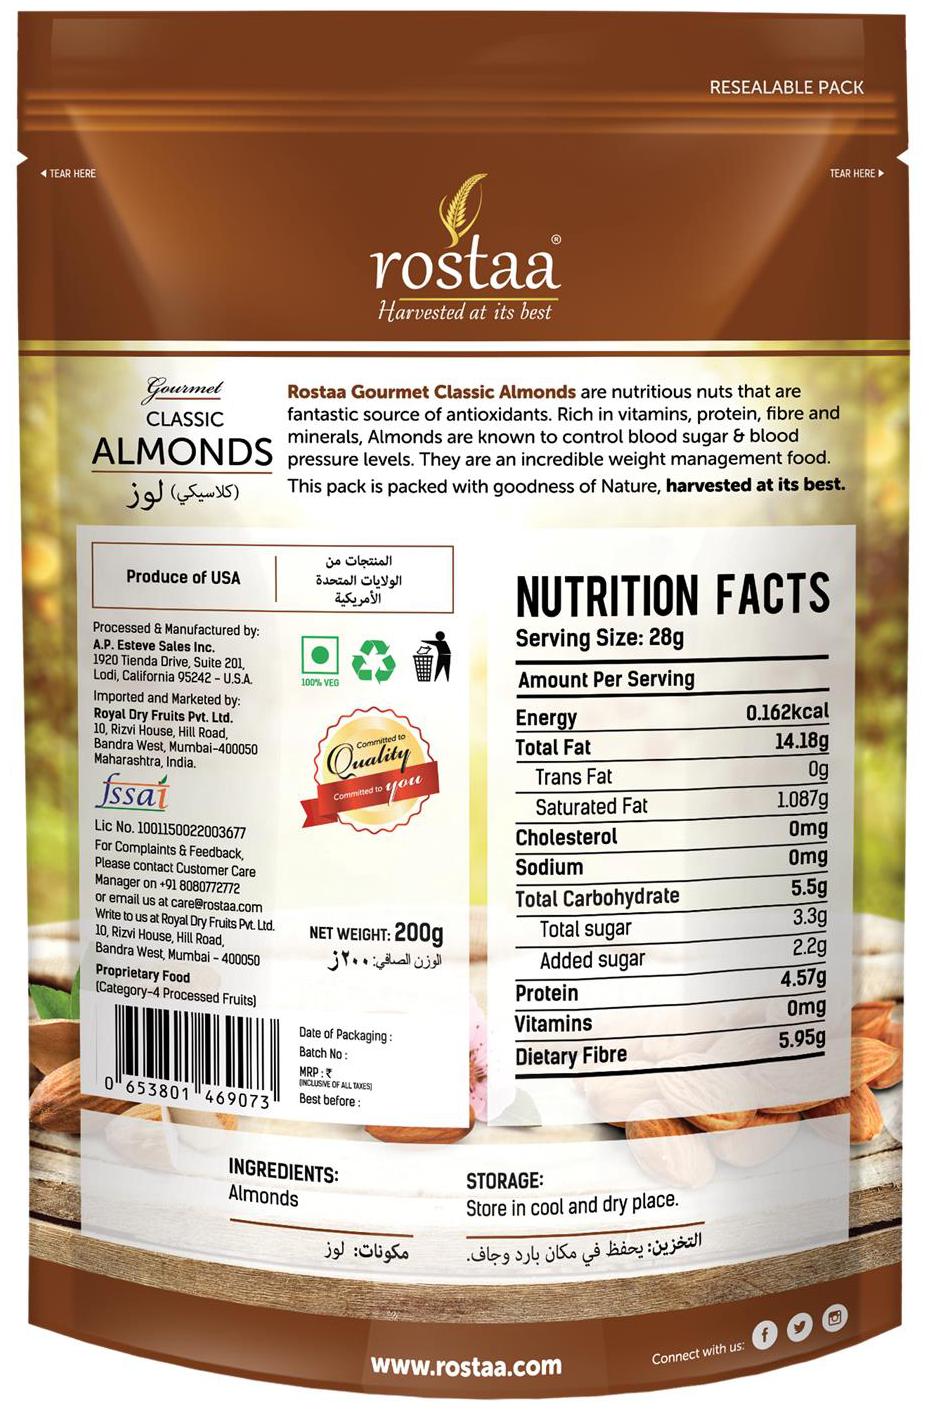 RESEALABLE PACK
TEAR HERE
TEAR HERE
rostaa®
Harvested at its best
Gourmet
CLASSIC
ALMONDS
لوز (كلاسيكي)
Rostaa Gourmet Classic Almonds are nutritious nuts that are
fantastic source of antioxidants. Rich in vitamins, protein, fibre and
minerals, Almonds are known to control blood sugar & blood
pressure levels. They are an incredible weight management food.
This pack is packed with goodness of Nature, harvested at its best.
Produce of USA
المنتجات من
الولايات المتحدة
الأمريكية
Processed & Manufactured by:
A.P. Esteve Sales Inc.
1920 Tienda Drive, Suite 201,
Lodi, California 95242 - U.S.A.
Imported and Marketed by:
Royal Dry Fruits Pvt. Ltd.
10, Rizvi House, Hill Road,
Bandra West, Mumbai-400050
Maharashtra, India.
fssai
Lic No. 1001150022003677
For Complaints & Feedback,
Please contact Customer Care
Manager on +91 8080772772
or email us at care@rostaa.com
Write to us at Royal Dry Fruits Pvt. Ltd.
10, Rizvi House, Hill Road,
Bandra West, Mumbai - 400050
Proprietary Food
(Category-4 Processed Fruits)
0 653801 469073
100% VEG
Committed to
Quality
Committed to you
NET WEIGHT: 200g
الوزن الصافي: ٢٠٠ز
Date of Packaging :
Batch No :
MRP : ₹
(INCLUSIVE OF ALL TAXES)
Best before :
NUTRITION FACTS
Serving Size: 28g
Amount Per Serving
Energy 0.162kcal
Total Fat 14.18g
Trans Fat 0g
Saturated Fat 1.087g
Cholesterol 0mg
Sodium 0mg
Total Carbohydrate 5.5g
Total sugar 3.3g
Added sugar 2.2g
Protein 4.57g
Vitamins 0mg
Dietary Fibre 5.95g
INGREDIENTS:
Almonds
مكونات: لوز
STORAGE:
Store in cool and dry place.
التخزين: يحفظ في مكان بارد وجاف.
www.rostaa.com
Connect with us: